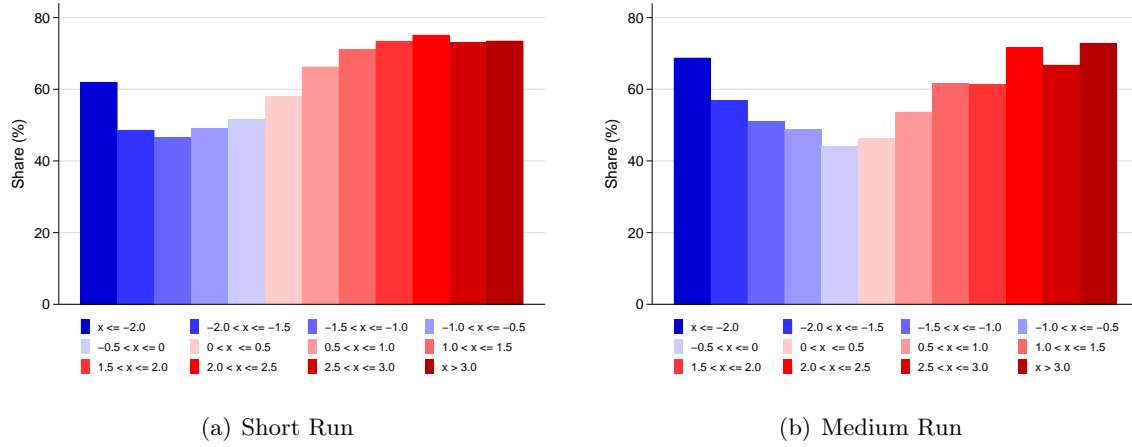 80
60
40
20
0
Share (%)
x <= −2.0
−2.0 < x <= −1.5
−1.5 < x <= −1.0
−1.0 < x <= −0.5
−0.5 < x <= 0
0 < x <= 0.5
0.5 < x <= 1.0
1.0 < x <= 1.5
1.5 < x <= 2.0
2.0 < x <= 2.5
2.5 < x <= 3.0
x > 3.0
(a) Short Run
80
60
40
20
0
Share (%)
x <= −2.0
−2.0 < x <= −1.5
−1.5 < x <= −1.0
−1.0 < x <= −0.5
−0.5 < x <= 0
0 < x <= 0.5
0.5 < x <= 1.0
1.0 < x <= 1.5
1.5 < x <= 2.0
2.0 < x <= 2.5
2.5 < x <= 3.0
x > 3.0
(b) Medium Run